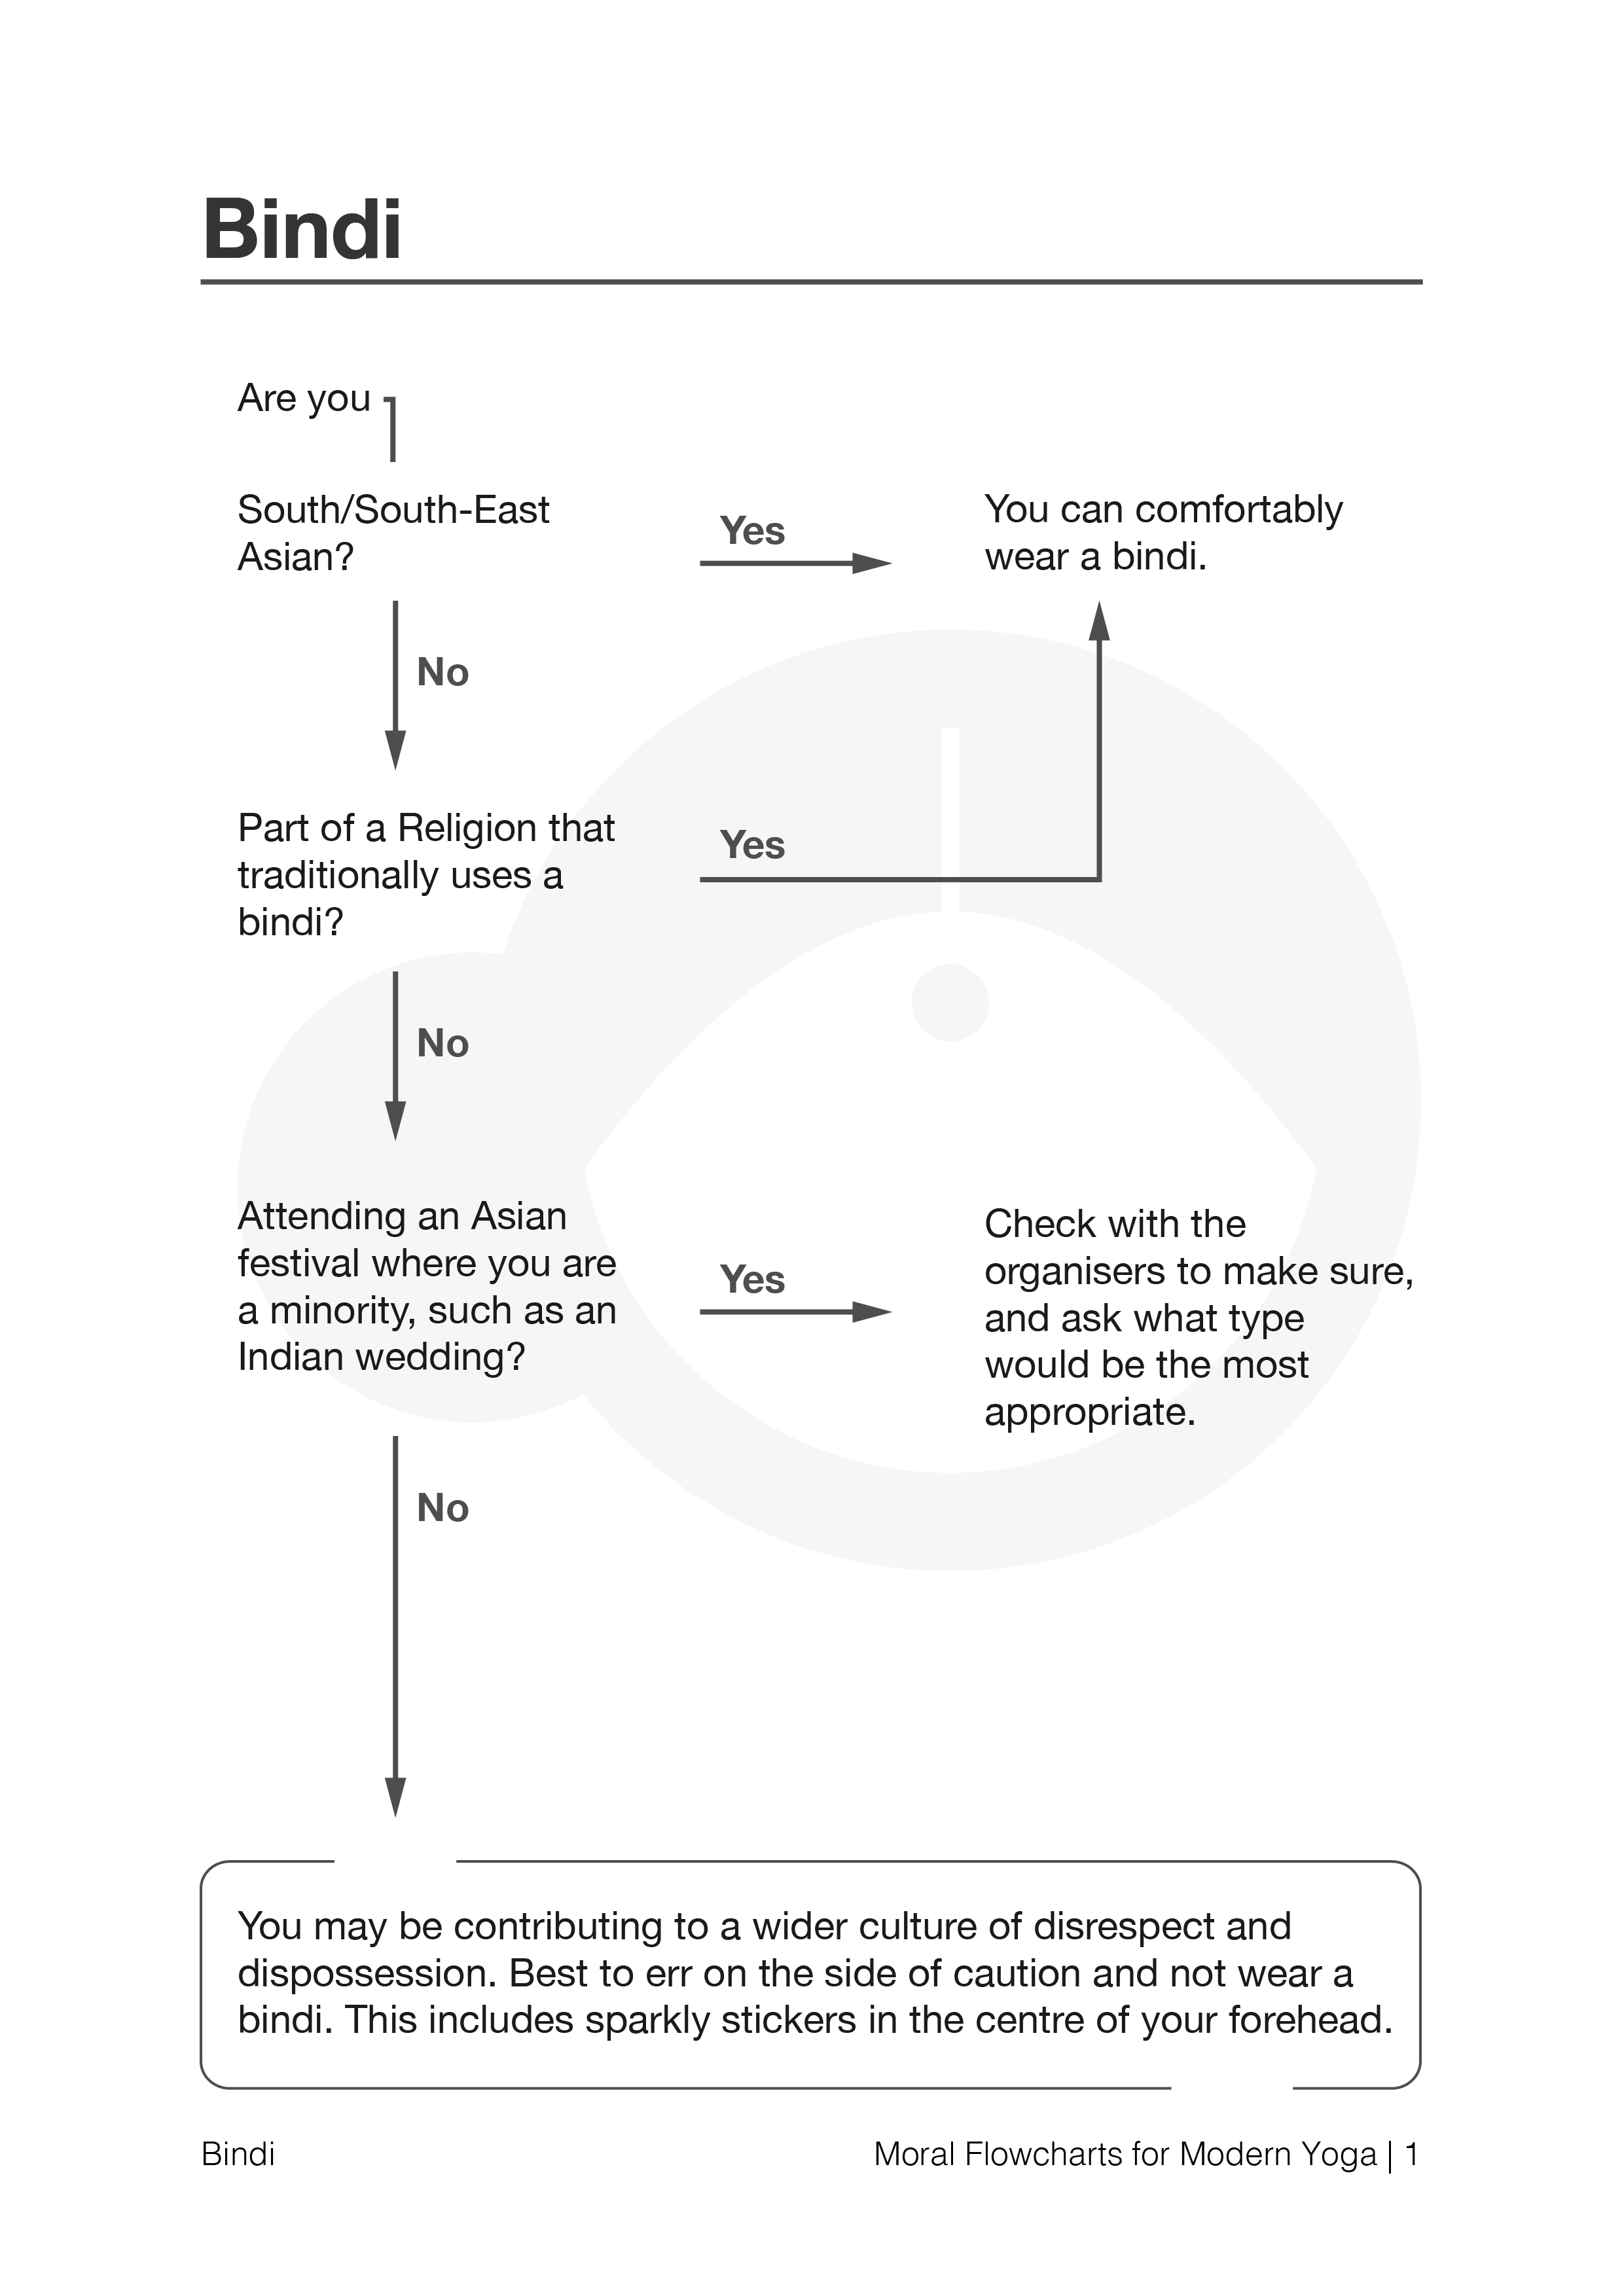 Bindi
Are you
South/South-East
Asian?
Yes
You can comfortably
wear a bindi.
No
Part of a Religion that
traditionally uses a
bindi?
Yes
No
Attending an Asian
festival where you are
a minority, such as an
Indian wedding?
Yes
Check with the
organisers to make sure,
and ask what type
would be the most
appropriate.
No
You may be contributing to a wider culture of disrespect and
dispossession. Best to err on the side of caution and not wear a
bindi. This includes sparkly stickers in the centre of your forehead.
Bindi
Moral Flowcharts for Modern Yoga | 1